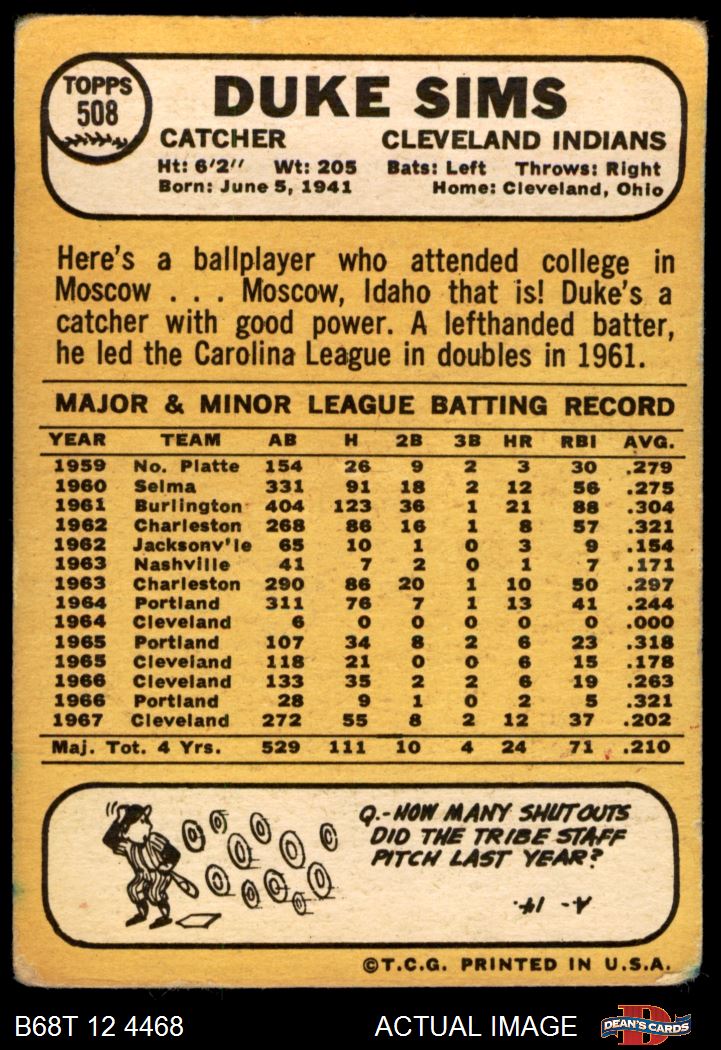 TOPPS
508
DUKE SIMS
CATCHER CLEVELAND INDIANS
Ht: 6'2" Wt: 205 Bats: Left Throws: Right
Born: June 5, 1941 Home: Cleveland, Ohio
Here's a ballplayer who attended college in
Moscow . . . Moscow, Idaho that is! Duke's a
catcher with good power. A lefthanded batter,
he led the Carolina League in doubles in 1961.
MAJOR & MINOR LEAGUE BATTING RECORD
YEAR TEAM AB H 2B 3B HR RBI AVG.
1959 No. Platte 154 26 9 2 3 30 .279
1960 Selma 331 91 18 2 12 56 .275
1961 Burlington 404 123 36 1 21 88 .304
1962 Charleston 268 86 16 1 8 57 .321
1962 Jacksonv'le 65 10 1 0 3 9 .154
1963 Nashville 41 7 2 0 1 7 .171
1963 Charleston 290 86 20 1 10 50 .297
1964 Portland 311 76 7 1 13 41 .244
1964 Cleveland 6 0 0 0 0 0 .000
1965 Portland 107 34 8 2 6 23 .318
1965 Cleveland 118 21 0 0 6 15 .178
1966 Cleveland 133 35 2 2 6 19 .263
1966 Portland 28 9 1 0 2 5 .321
1967 Cleveland 272 55 8 2 12 37 .202
Maj. Tot. 4 Yrs. 529 111 10 4 24 71 .210
Q.-HOW MANY SHUTOUTS
DID THE TRIBE STAFF
PITCH LAST YEAR?
A- 14.
©T.C.G. PRINTED IN U.S.A.
B68T 12 4468 ACTUAL IMAGE
DEAN'S CARDS